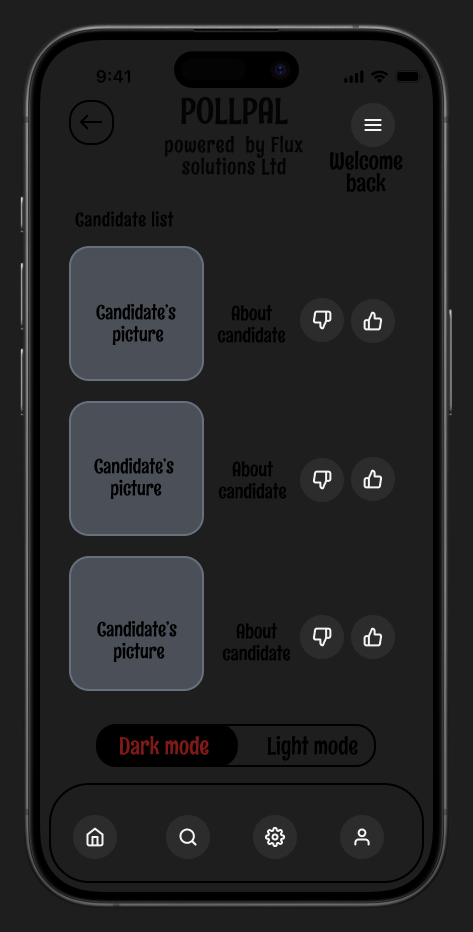 9:41
POLLPAL
powered by Flux
solutions Ltd
Welcome
back
Candidate list
Candidate's
picture
About
candidate
Candidate's
picture
About
candidate
Candidate's
picture
About
candidate
Dark mode
Light mode